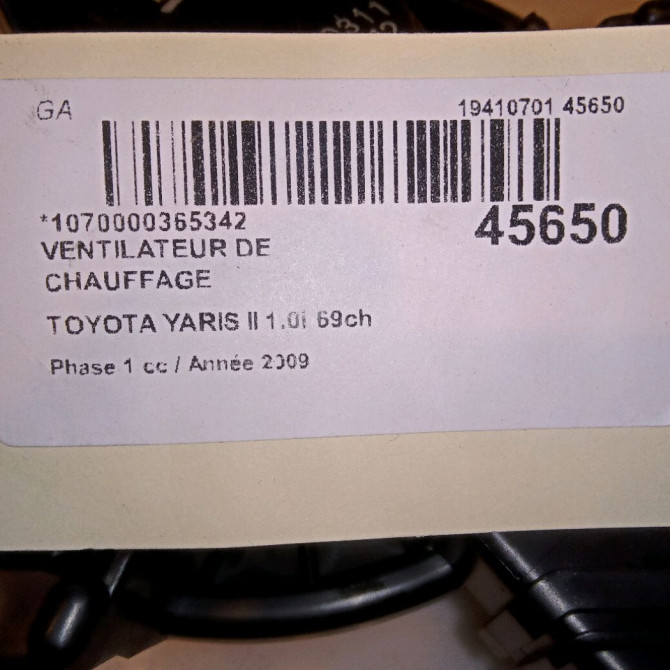 0311
GA
19410701 45650
*1070000365342
45650
VENTILATEUR DE
CHAUFFAGE
TOYOTA YARIS II 1.0i 69ch
Phase 1 cc / Année 2009